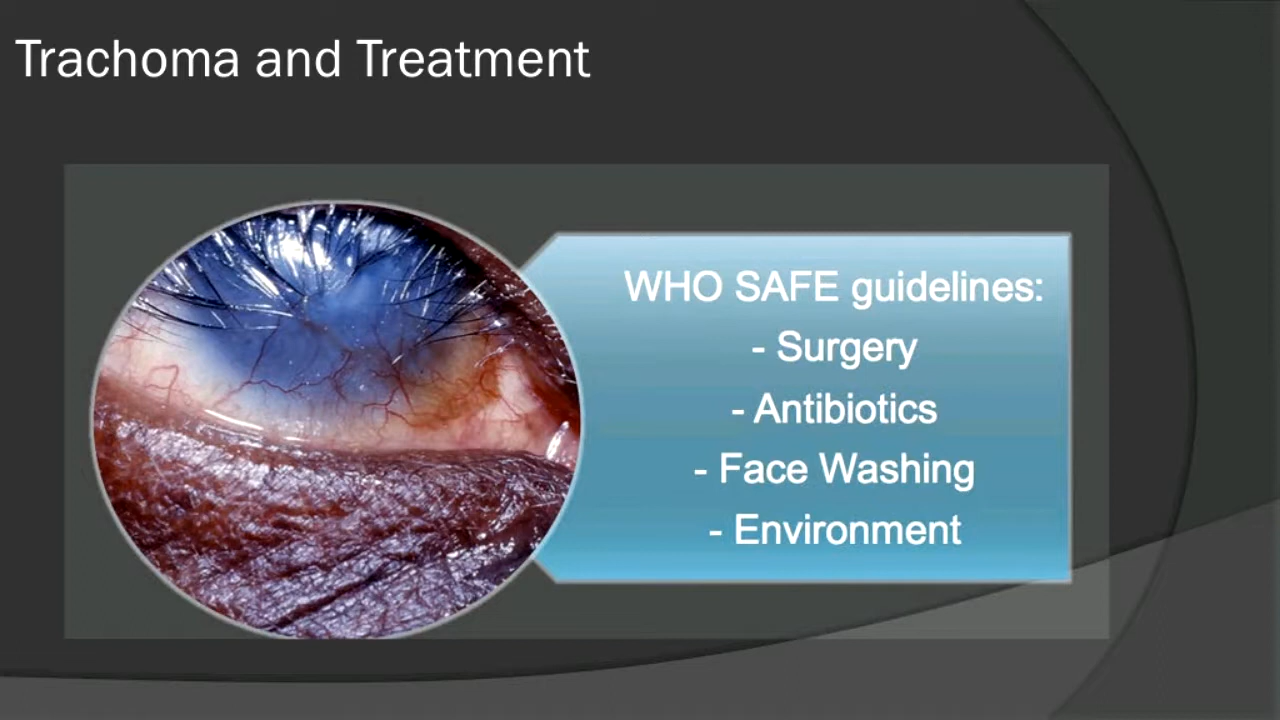 Trachoma and Treatment
WHO SAFE guidelines:
- Surgery
- Antibiotics
- Face Washing
- Environment